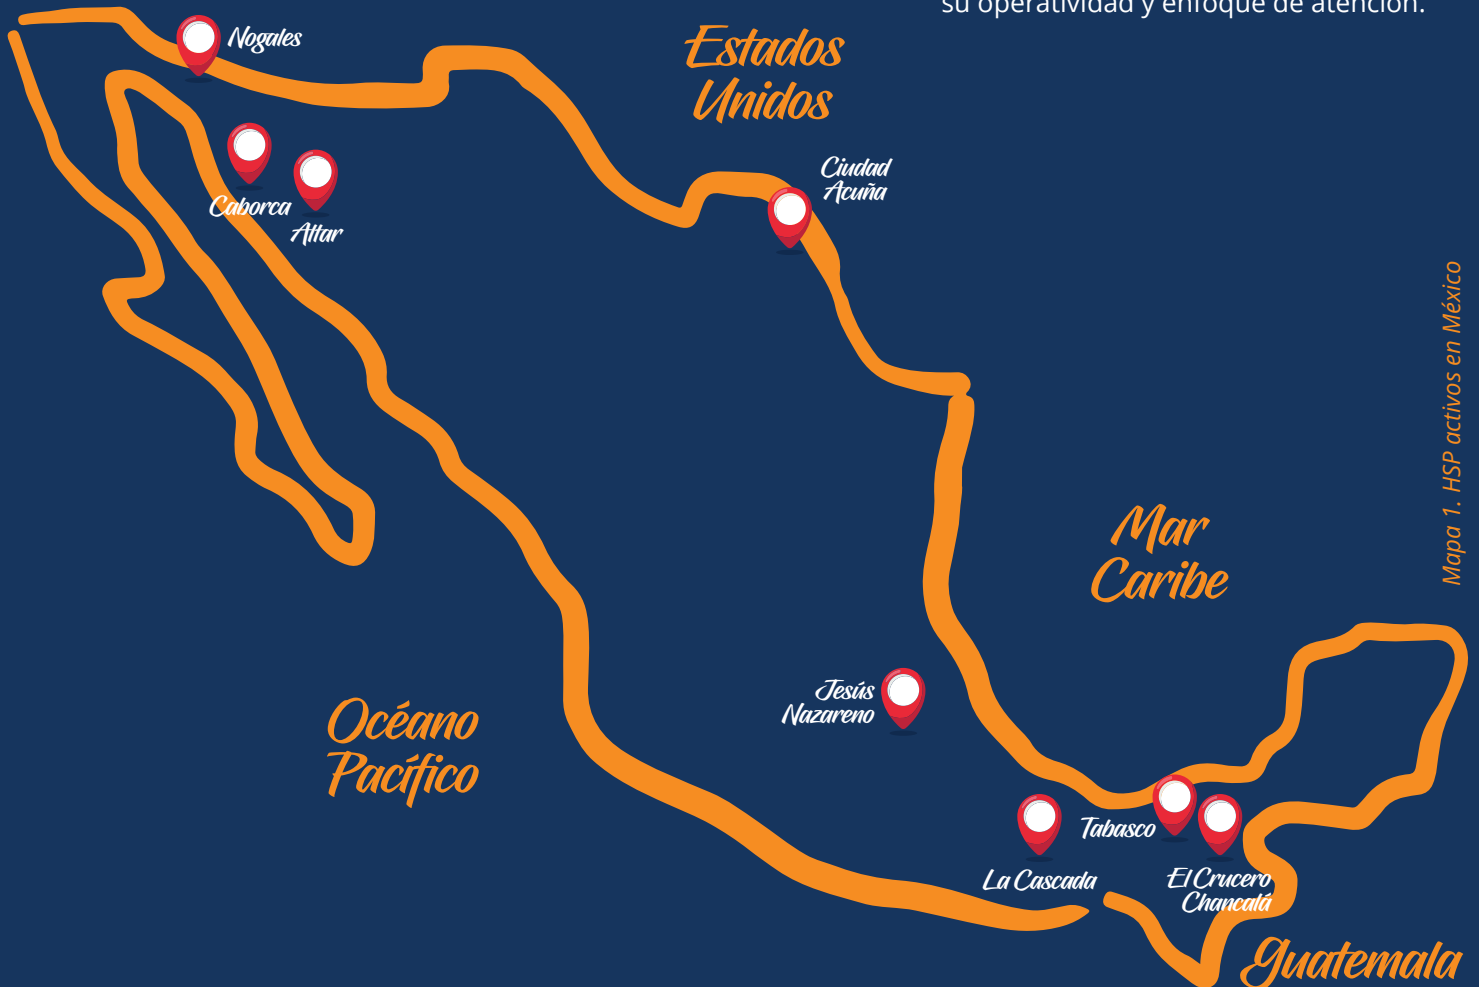 su operatividad y enfoque de atención.
Nogales
Estados
Unidos
Caborca
Altar
Ciudad
Acuña
Mapa 1. HSP activos en México
Mar
Caribe
Jesús
Nazareno
Océano
Pacífico
Tabasco
La Cascada
El Crucero
Chancalá
Guatemala